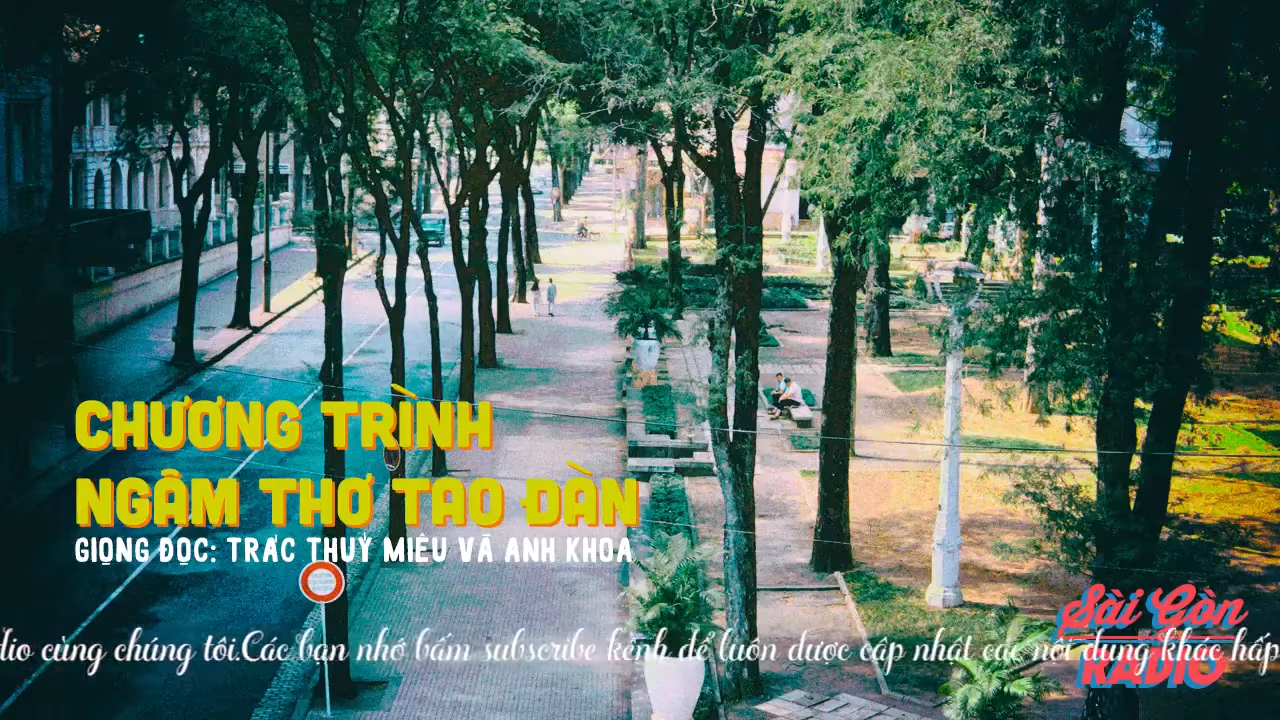 CHƯƠNG TRÌNH
NGÂM THƠ TAO ĐÀN
GIỌNG ĐỌC: TRÁC THUÝ MIÊU VÀ ANH KHOA
dio cùng chúng tôi.Các bạn nhớ bấm subscribe kênh để luôn được cập nhật các nội dung khác hấp
Sài Gòn
RADIO